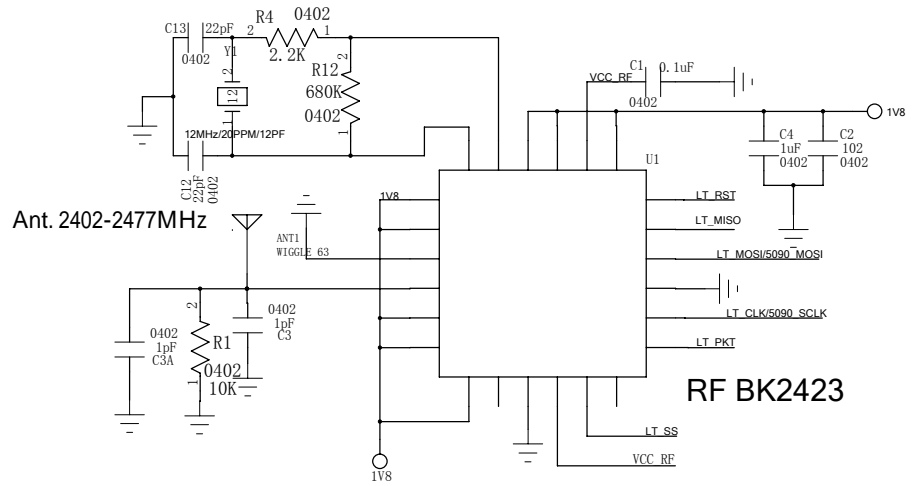 C13 22pF
0402
R4 0402
2 1
2.2K
Y1
2
12
1
2
R12
680K
0402
1
12MHz/20PPM/12PF
C12
22pF
0402
VCC_RF
C1 0.1uF
0402
1V8
C4
1uF
0402
C2
102
0402
U1
Ant. 2402-2477MHz
ANT1
WIGGLE 63
1V8
LT_RST
LT_MISO
LT_MOSI/5090_MOSI
LT_CLK/5090_SCLK
LT_PKT
0402
1pF
C3A
2
R1
0402
10K
1
0402
1pF
C3
RF BK2423
LT_SS
VCC_RF
1V8